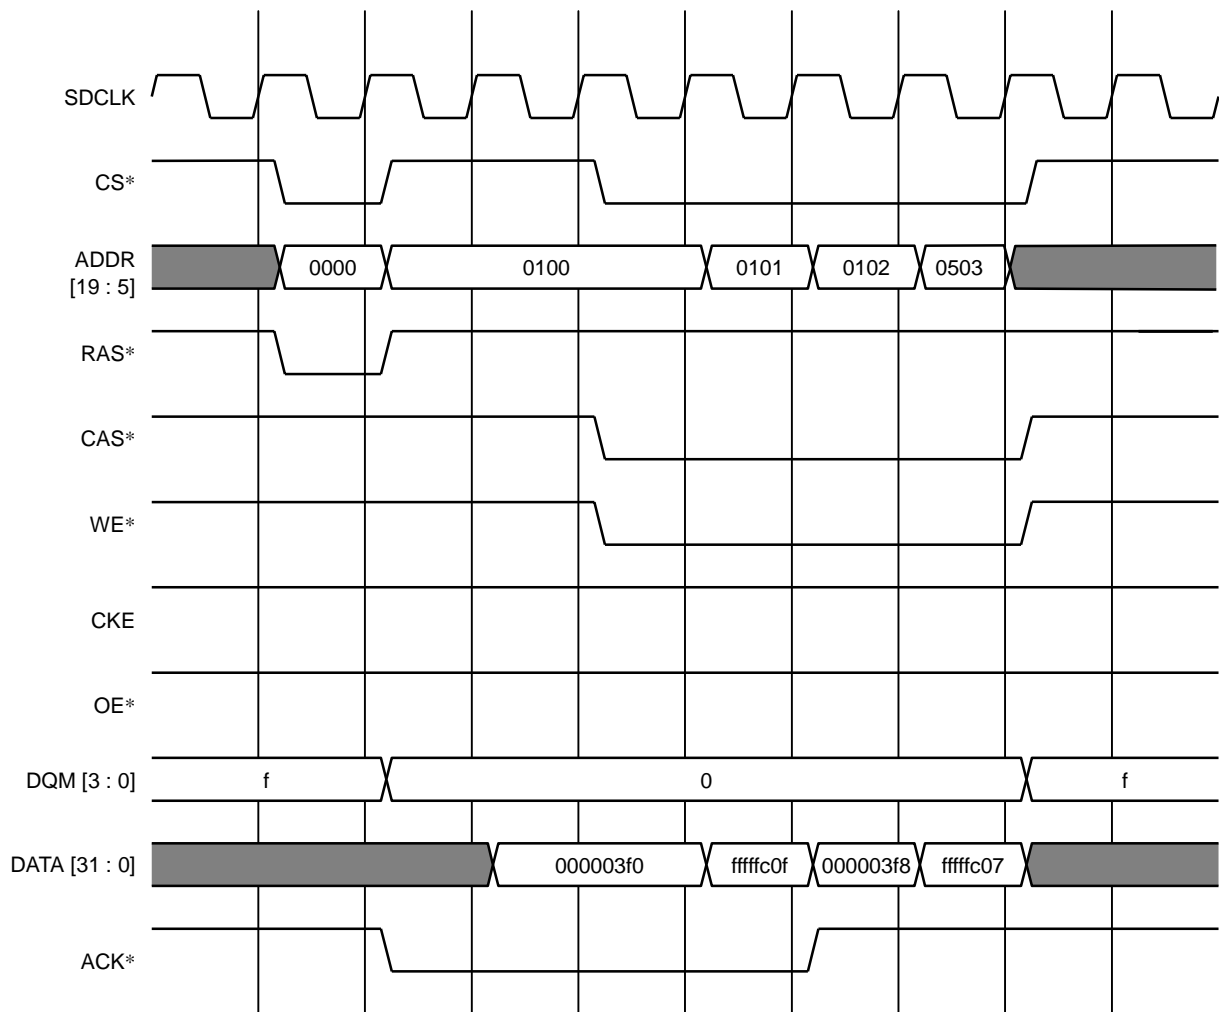 SDCLK
CS*
ADDR
[19 : 5]
0000 0100 0101 0102 0503
RAS*
CAS*
WE*
CKE
OE*
DQM [3 : 0] f 0 f
DATA [31 : 0] 000003f0 fffffc0f 000003f8 fffffc07
ACK*